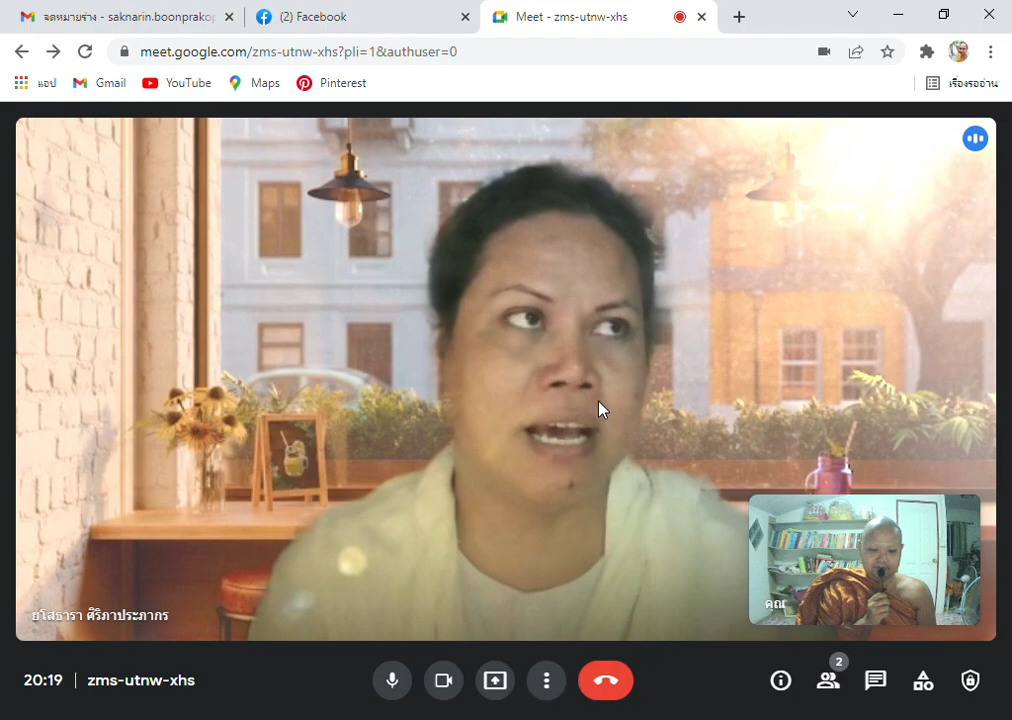 จดหมายร่าง - saknarin.boonprako
(2) Facebook
Meet - zms-utnw-xhs
meet.google.com/zms-utnw-xhs?pli=1&authuser=0
แอป Gmail YouTube Maps Pinterest เรื่องรออ่าน
ยโสธารา ศิริภาประภากร
คุณ
2
20:19 | zms-utnw-xhs